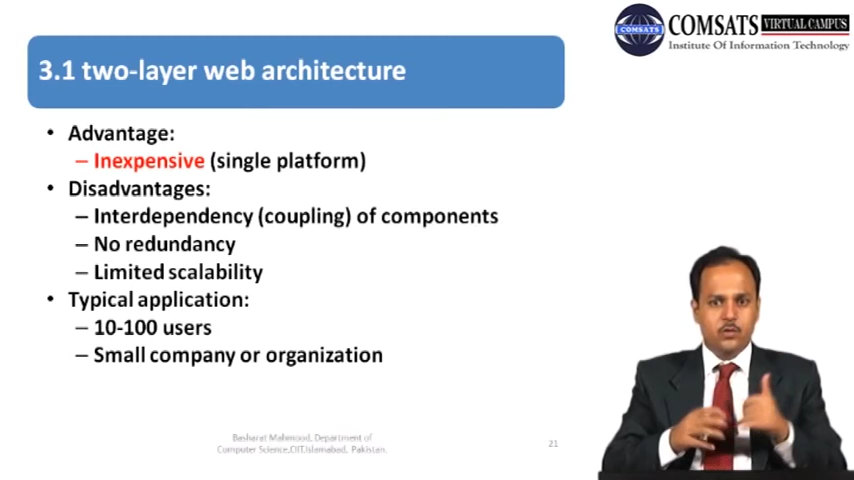 COMSATS
COMSATS VIRTUAL CAMPUS
Institute Of Information Technology
3.1 two-layer web architecture
• Advantage:
– Inexpensive (single platform)
• Disadvantages:
– Interdependency (coupling) of components
– No redundancy
– Limited scalability
• Typical application:
– 10-100 users
– Small company or organization
Basharat Mahmood, Department of
Computer Science,CIIT,Islamabad, Pakistan.
21